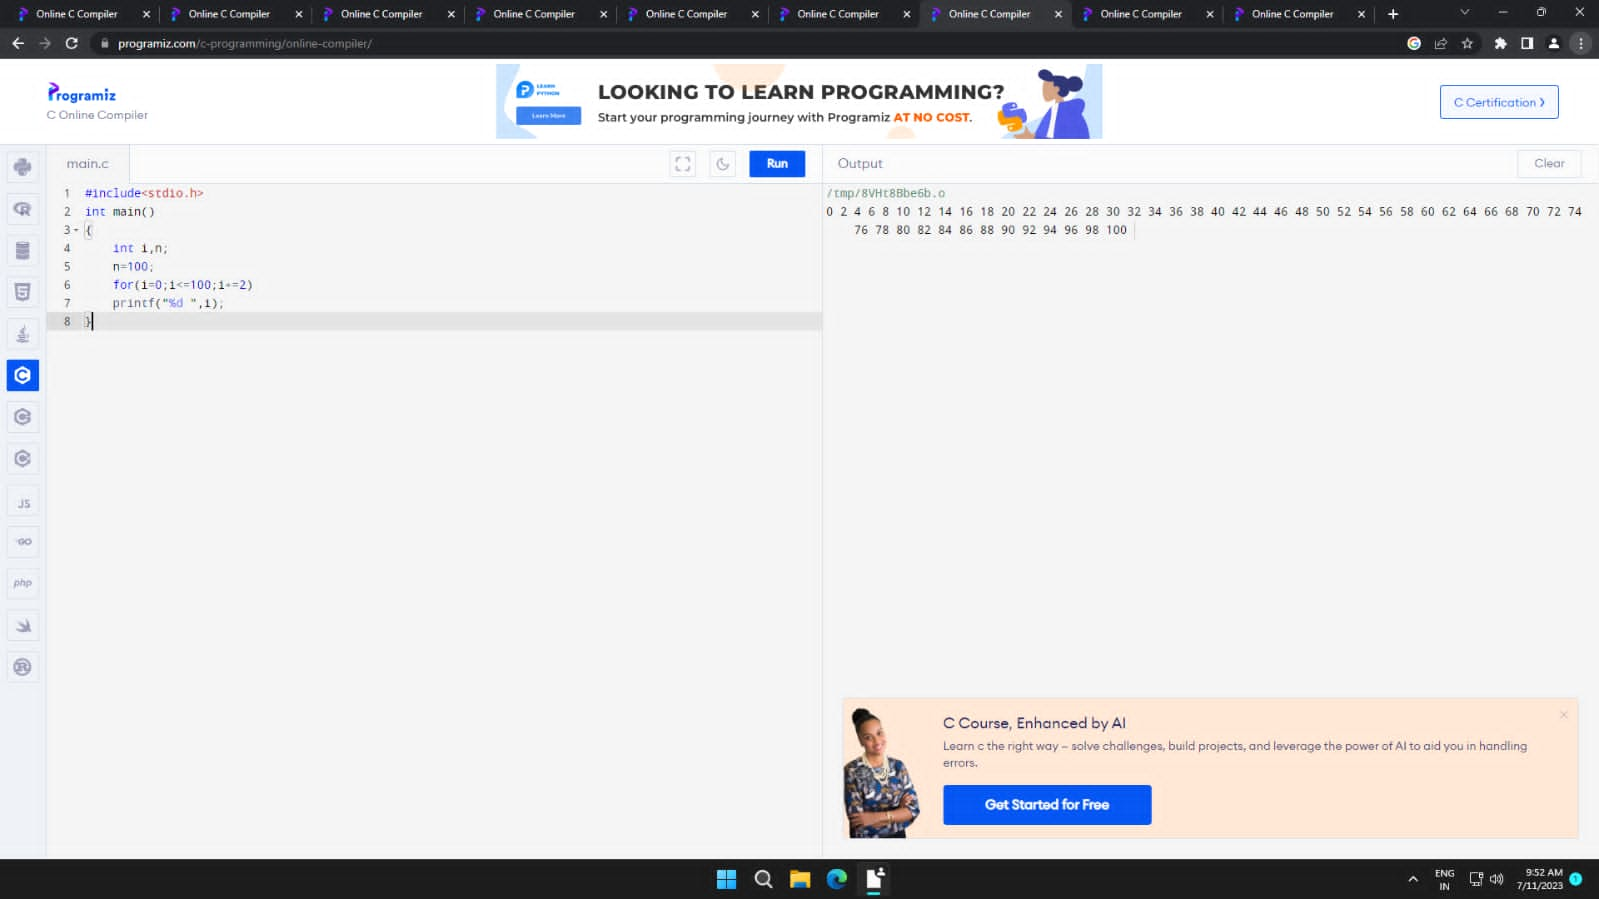 Online C Compiler Online C Compiler Online C Compiler Online C Compiler Online C Compiler Online C Compiler Online C Compiler Online C Compiler Online C Compiler
programiz.com/c-programming/online-compiler/
Programiz
C Online Compiler
LEARN
PYTHON
Learn More
LOOKING TO LEARN PROGRAMMING?
Start your programming journey with Programiz AT NO COST.
C Certification
main.c
Run
Output
Clear
1 #include<stdio.h>
2 int main()
3 {
4 int i,n;
5 n=100;
6 for(i=0;i<=100;i+=2)
7 printf("%d ",i);
8 }
/tmp/8VHt8Bbe6b.o
0 2 4 6 8 10 12 14 16 18 20 22 24 26 28 30 32 34 36 38 40 42 44 46 48 50 52 54 56 58 60 62 64 66 68 70 72 74
76 78 80 82 84 86 88 90 92 94 96 98 100
JS
GO
php
C Course, Enhanced by AI
Learn c the right way – solve challenges, build projects, and leverage the power of AI to aid you in handling
errors.
Get Started for Free
ENG
IN
9:52 AM
7/11/2023
1